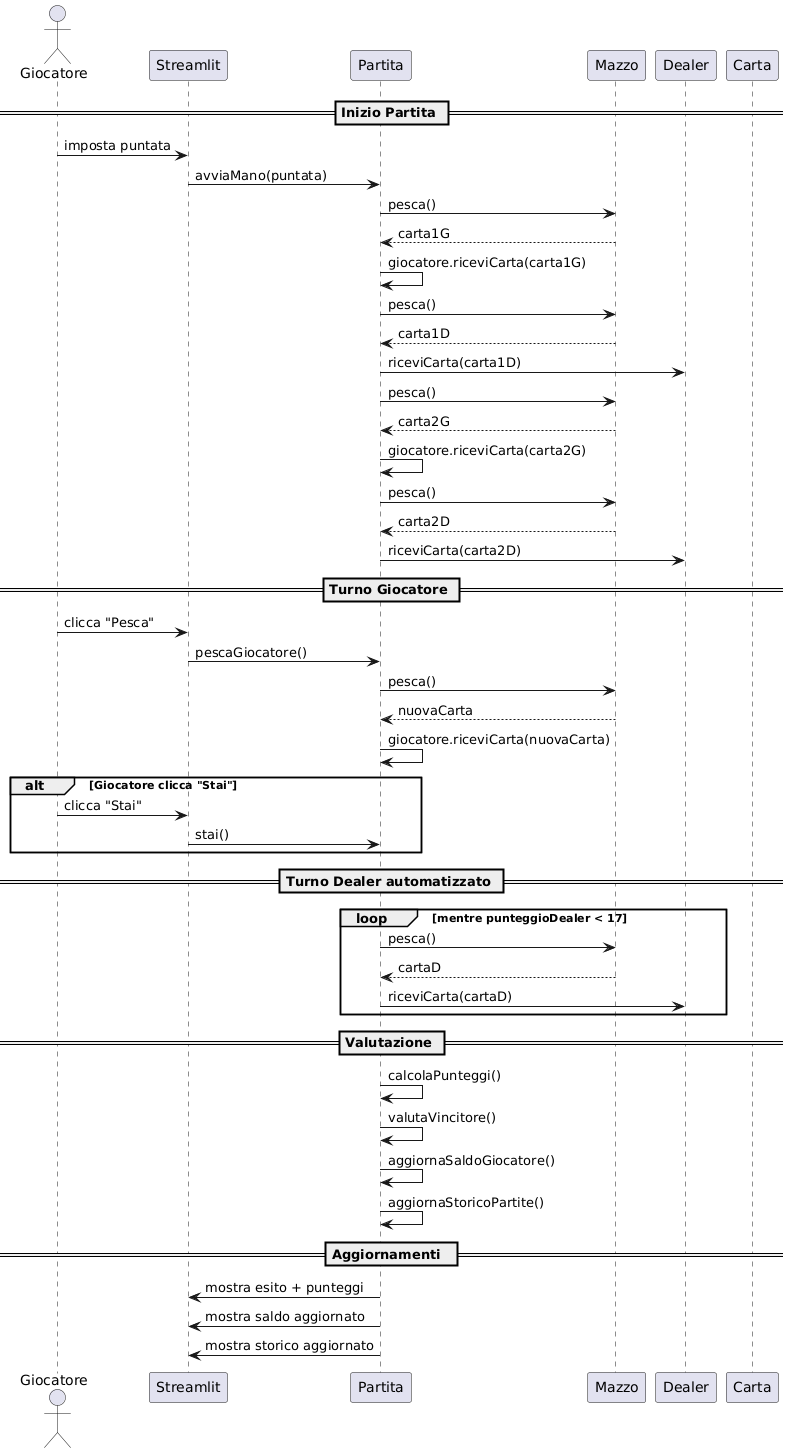 Giocatore
Streamlit
Partita
Mazzo
Dealer
Carta
Inizio Partita
imposta puntata
avviaMano(puntata)
pesca()
carta1G
giocatore.riceviCarta(carta1G)
pesca()
carta1D
riceviCarta(carta1D)
pesca()
carta2G
giocatore.riceviCarta(carta2G)
pesca()
carta2D
riceviCarta(carta2D)
Turno Giocatore
clicca "Pesca"
pescaGiocatore()
pesca()
nuovaCarta
giocatore.riceviCarta(nuovaCarta)
alt [Giocatore clicca "Stai"]
clicca "Stai"
stai()
Turno Dealer automatizzato
loop [mentre punteggioDealer < 17]
pesca()
cartaD
riceviCarta(cartaD)
Valutazione
calcolaPunteggi()
valutaVincitore()
aggiornaSaldoGiocatore()
aggiornaStoricoPartite()
Aggiornamenti
mostra esito + punteggi
mostra saldo aggiornato
mostra storico aggiornato
Giocatore
Streamlit
Partita
Mazzo
Dealer
Carta